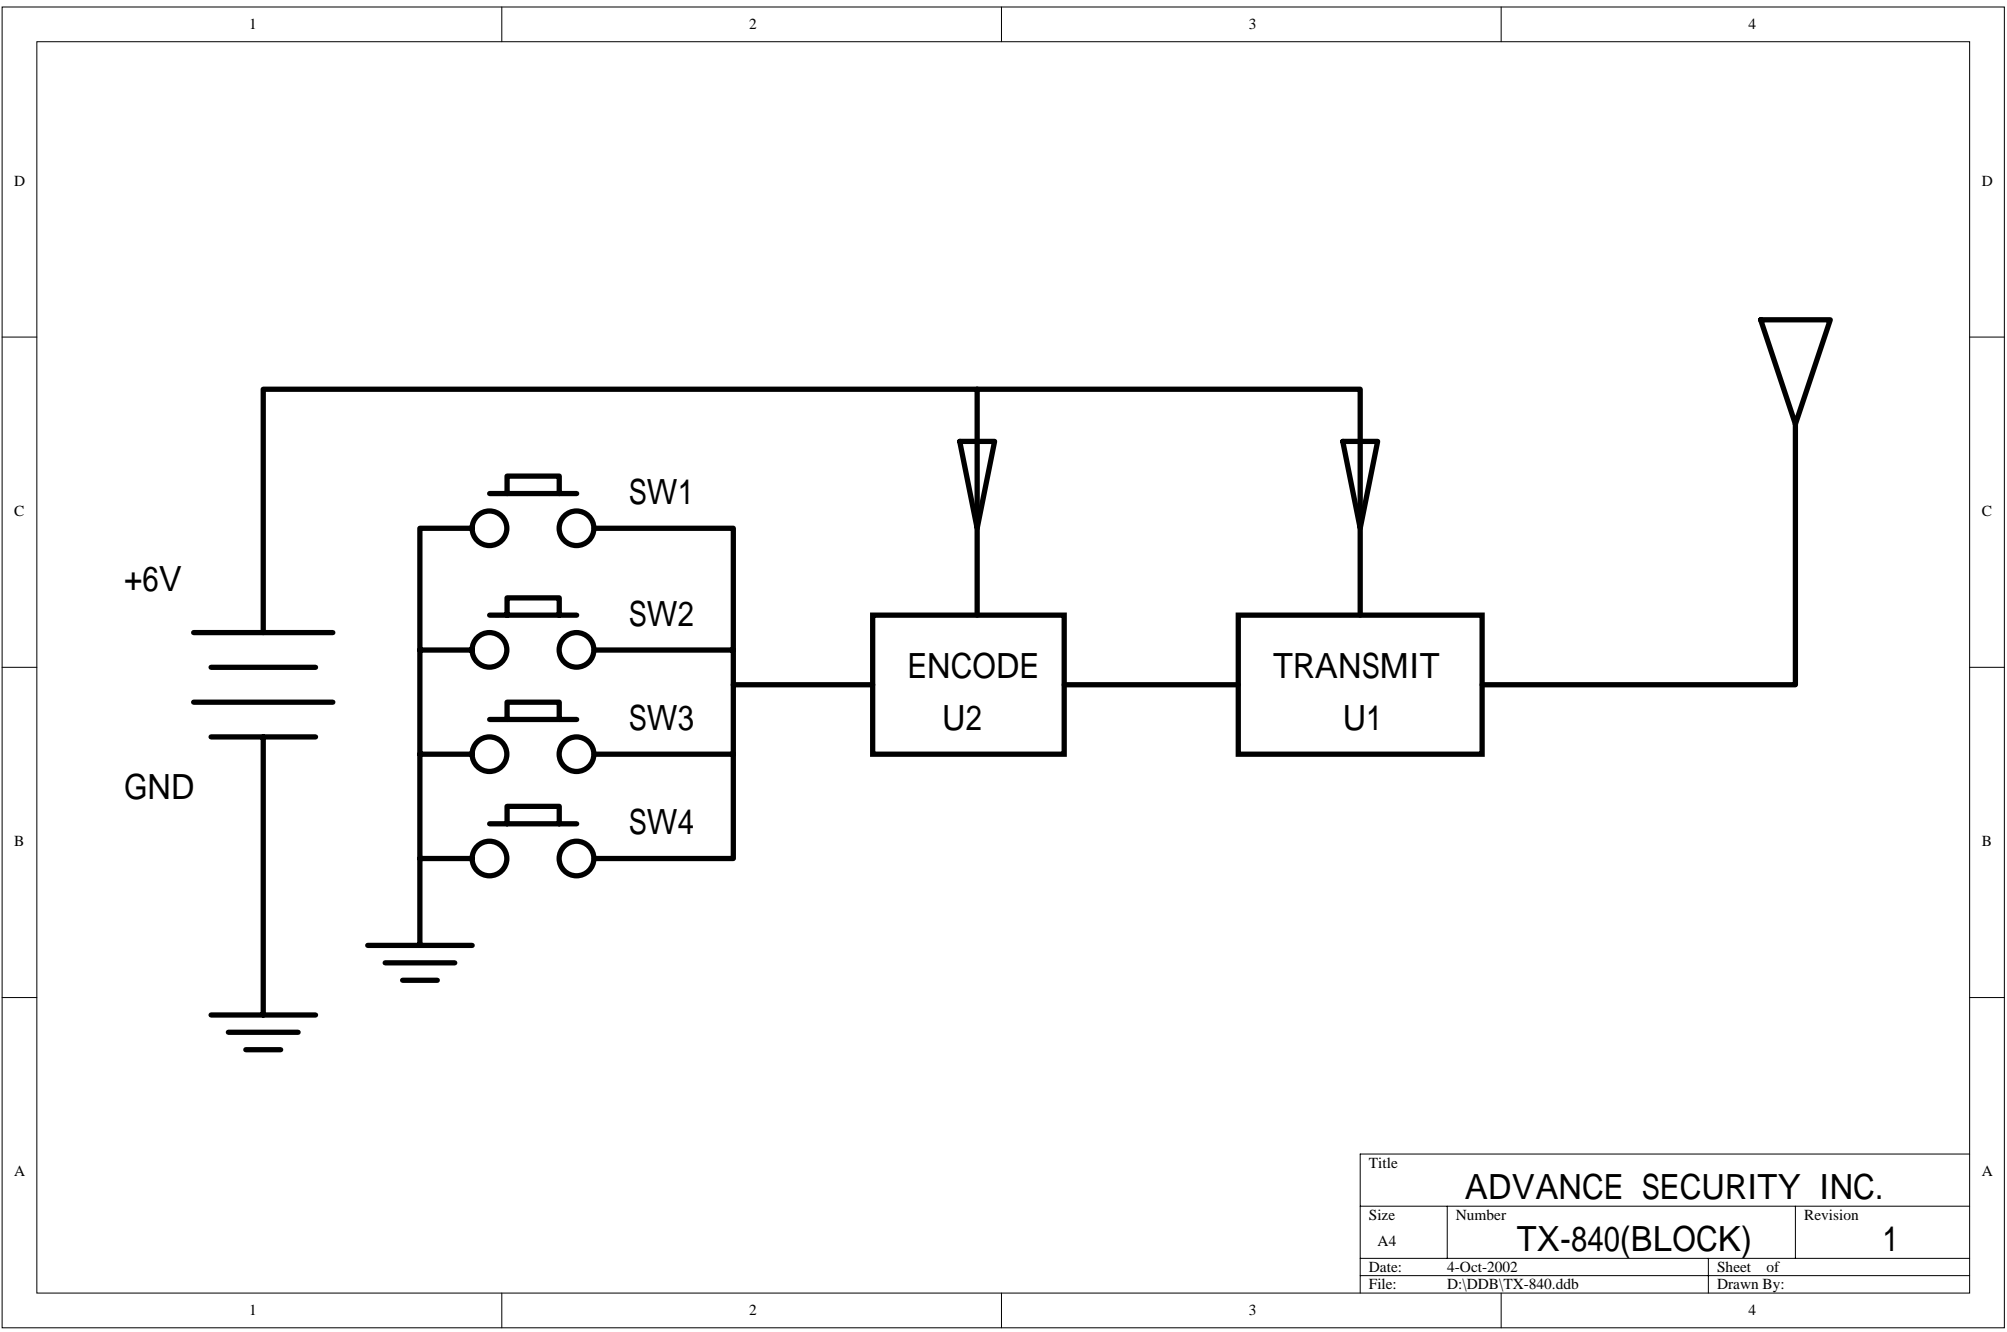 1 2 3 4
D D
SW1
C C
+6V
SW2
ENCODE TRANSMIT
SW3 U2 U1
GND
SW4
B B
A A
Title
ADVANCE SECURITY INC.
Size Number Revision
A4 TX-840(BLOCK) 1
Date: 4-Oct-2002 Sheet of
File: D:\DDB\TX-840.ddb Drawn By:
1 2 3 4